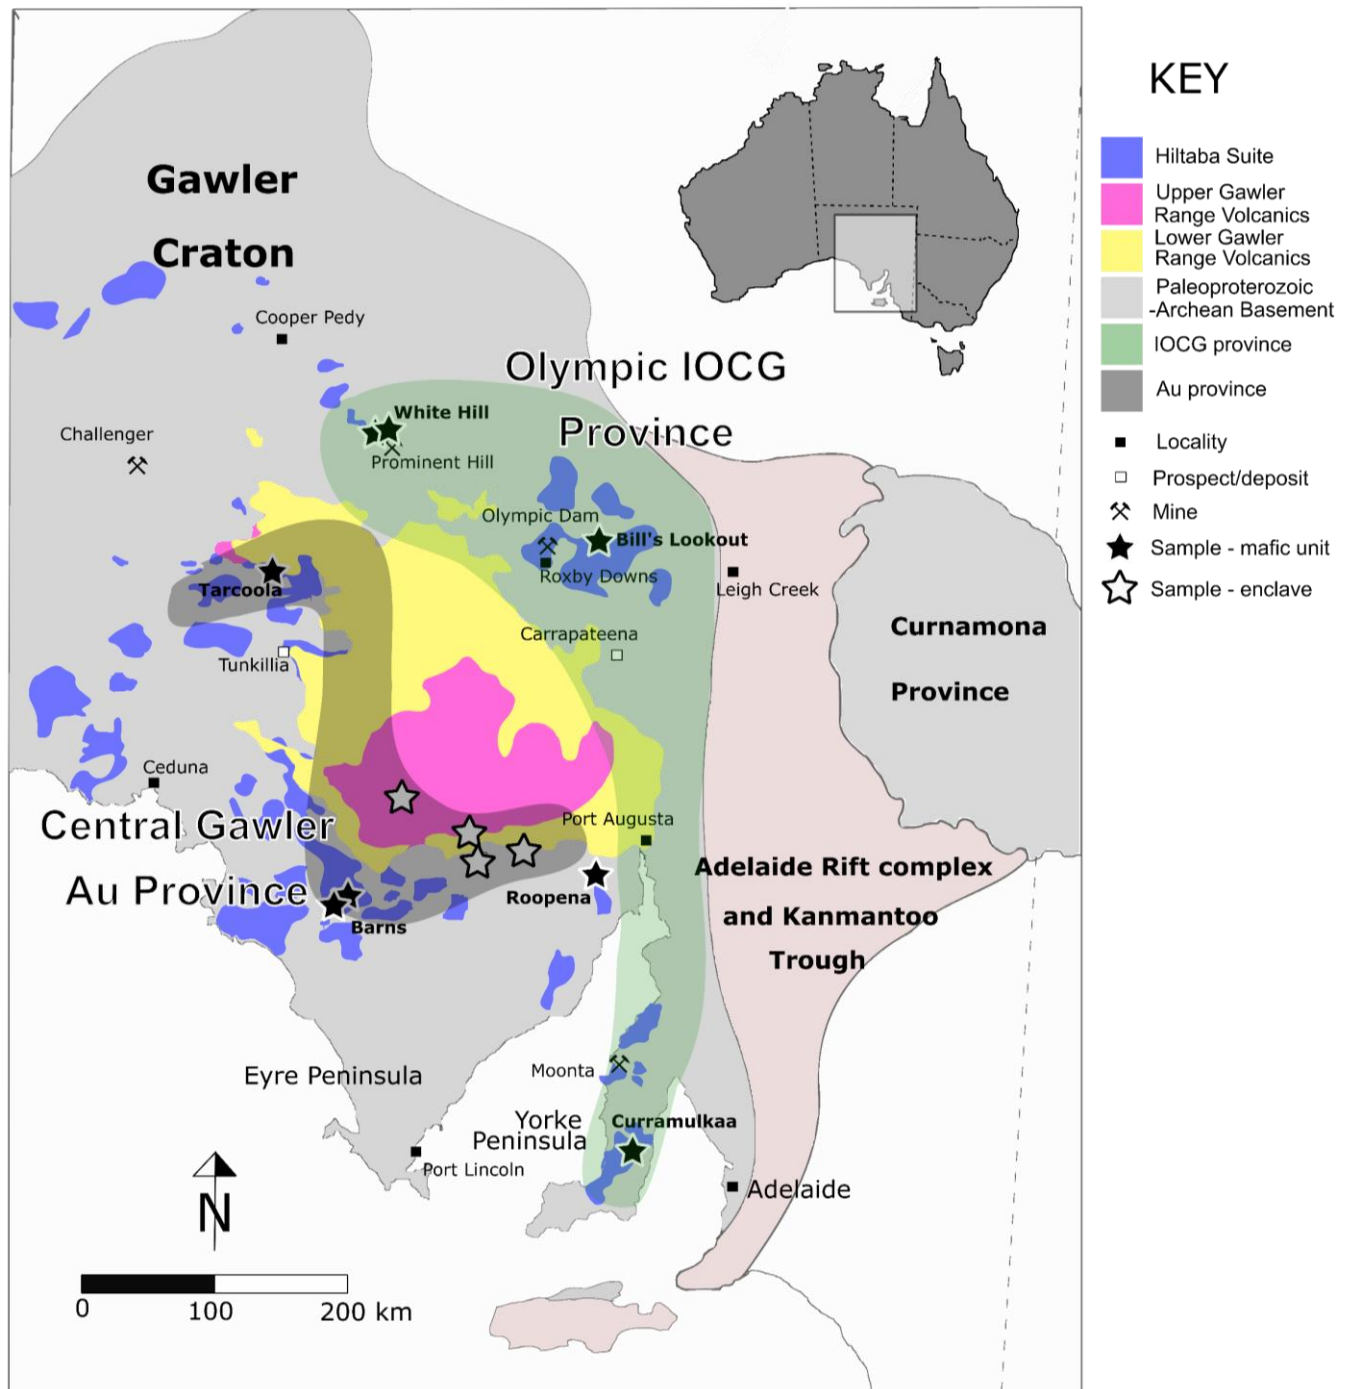 KEY
Hiltaba Suite
Upper Gawler
Range Volcanics
Lower Gawler
Range Volcanics
Paleoproterozoic
-Archean Basement
IOCG province
Au province
Locality
Prospect/deposit
Mine
Sample - mafic unit
Sample - enclave
Gawler
Craton
Cooper Pedy
Olympic IOCG
Province
White Hill
Challenger
Prominent Hill
Olympic Dam
Bill's Lookout
Roxby Downs
Leigh Creek
Tarcoola
Curnamona
Province
Carrapateena
Tunkillia
Ceduna
Central Gawler
Au Province
Port Augusta
Adelaide Rift complex
and Kanmantoo
Trough
Roopena
Barns
Eyre Peninsula
Moonta
Yorke
Peninsula
Curramulkaa
Port Lincoln
Adelaide
N
0 100 200 km